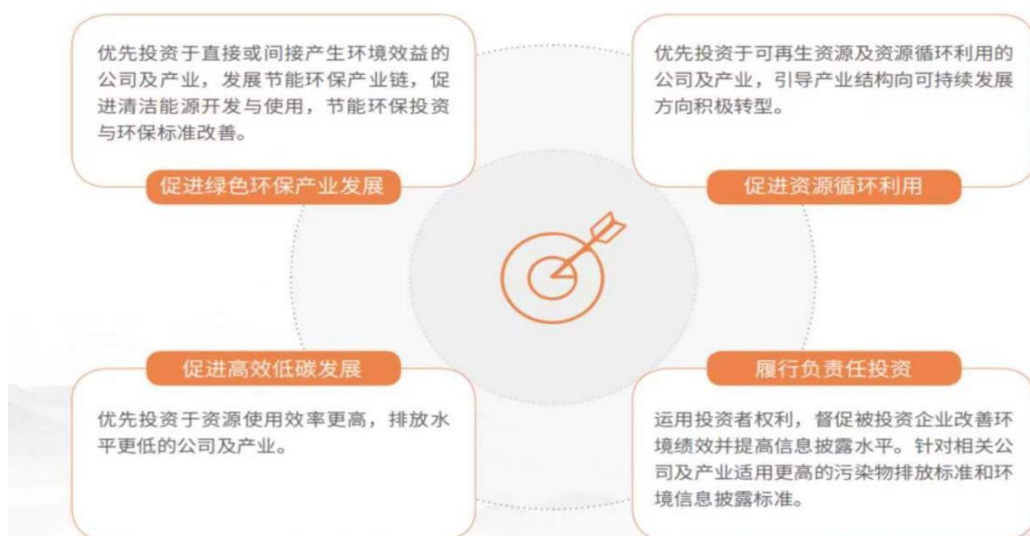 优先投资于直接或间接产生环境效益的
公司及产业，发展节能环保产业链，促
进清洁能源开发与使用，节能环保投资
与环保标准改善。
促进绿色环保产业发展
优先投资于可再生资源及资源循环利用的
公司及产业，引导产业结构向可持续发展
方向积极转型。
促进资源循环利用
促进高效低碳发展
优先投资于资源使用效率更高，排放水
平更低的公司及产业。
履行负责任投资
运用投资者权利，督促被投资企业改善环
境绩效并提高信息披露水平。针对相关公
司及产业适用更高的污染物排放标准和环
境信息披露标准。